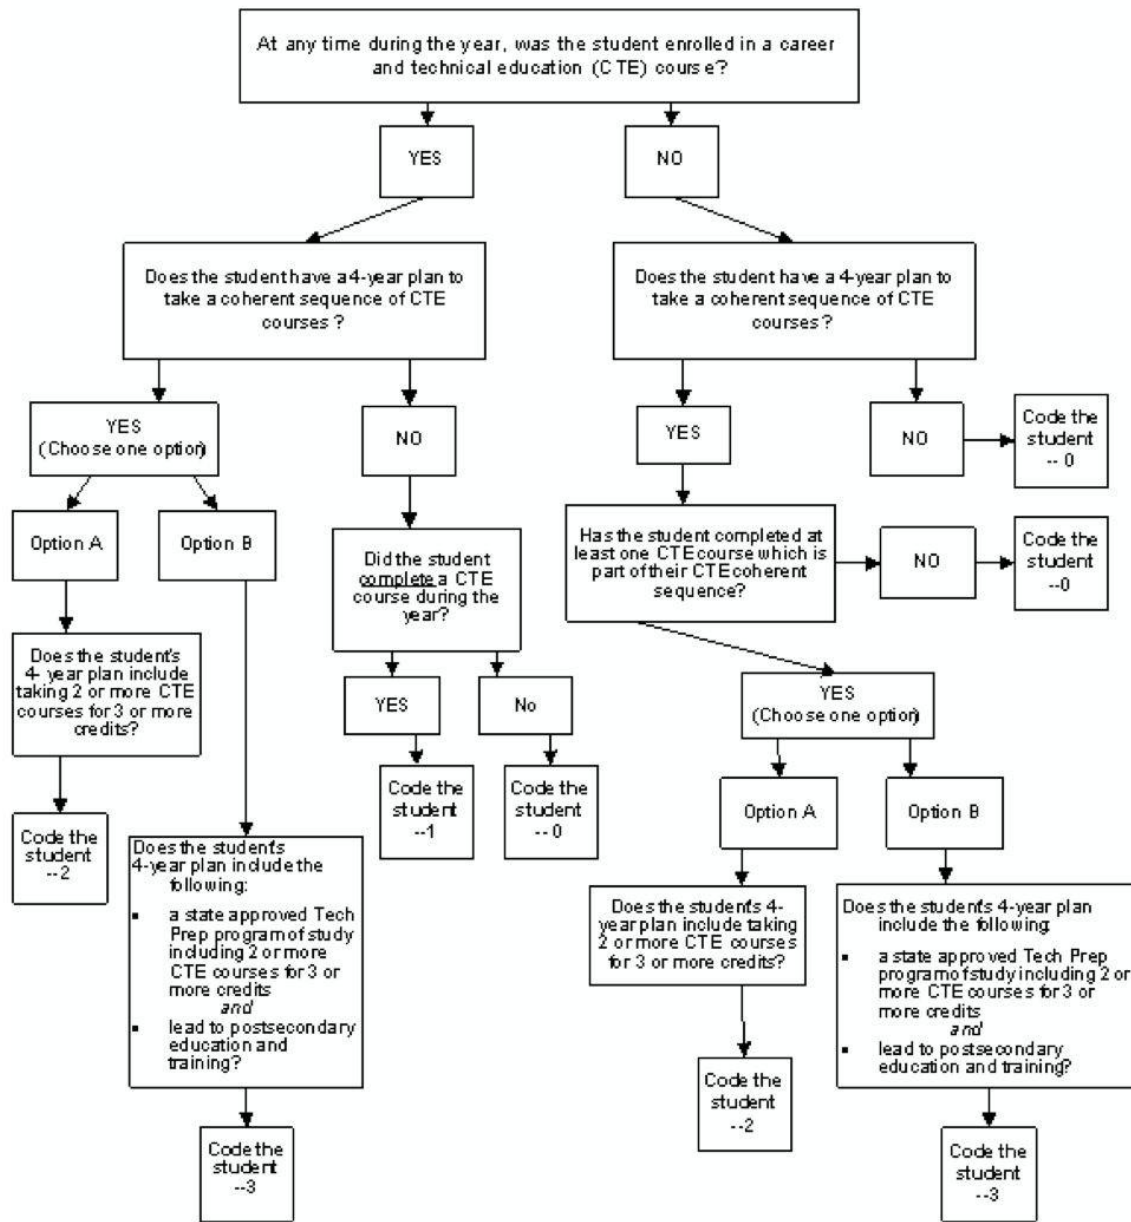 At any time during the year, was the student enrolled in a career
and technical education (CTE) course?
YES
NO
Does the student have a 4-year plan to
take a coherent sequence of CTE
courses ?
Does the student have a 4-year plan to
take a coherent sequence of CTE
courses ?
YES
(Choose one option)
NO
YES
NO
Code the
student
-- 0
Option A
Option B
Did the student
complete a CTE
course during the
year?
Has the student completed at
least one CTE course which is
part of their CTE coherent
sequence?
NO
Code the
student
--0
Does the student's
4- year plan include
taking 2 or more CTE
courses for 3 or more
credits?
YES
No
YES
(Choose one option)
Code the
student
--2
Code the
student
--1
Code the
student
-- 0
Option A
Option B
Does the student's
4-year plan include the
following:
▪ a state approved Tech
Prep program of study
including 2 or more
CTE courses for 3 or
more credits
and
▪ lead to postsecondary
education and
training?
Does the student's 4-
year plan include taking
2 or more CTE courses
for 3 or more credits?
Does the student's 4-year plan
include the following:
▪ a state approved Tech Prep
program of study including 2 or
more CTE courses for 3 or
more credits
and
▪ lead to postsecondary
education and training?
Code the
student
--3
Code the
student
--2
Code the
student
--3